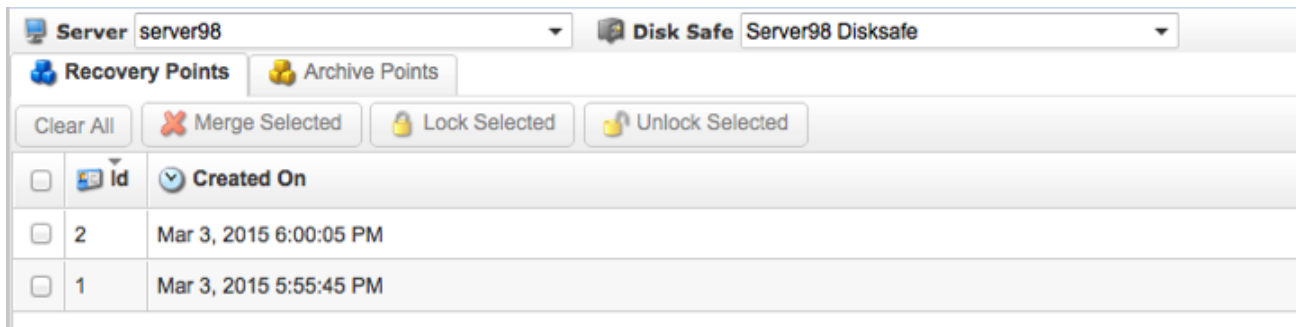 Server server98 Disk Safe Server98 Disksafe
Recovery Points Archive Points
Clear All Merge Selected Lock Selected Unlock Selected
Id Created On
2 Mar 3, 2015 6:00:05 PM
1 Mar 3, 2015 5:55:45 PM